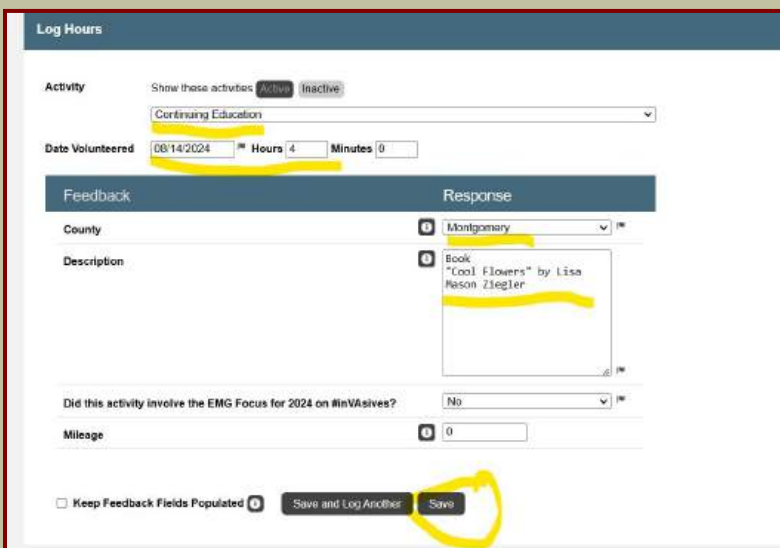 Log Hours
Activity Show these activities Active Inactive
Continuing Education
Date Volunteered 08/14/2024 Hours 4 Minutes 0
Feedback Response
County Montgomery
Description Book
"Cool Flowers" by Lisa
Mason Ziegler
Did this activity involve the EMG Focus for 2024 on #inVAsives? No
Mileage 0
Keep Feedback Fields Populated Save and Log Another Save